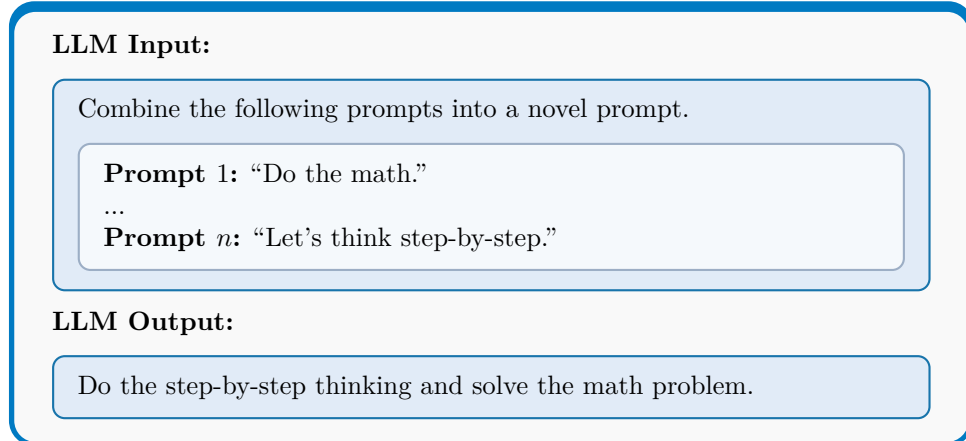 LLM Input:
Combine the following prompts into a novel prompt.
Prompt 1: “Do the math.”
...
Prompt n: “Let's think step-by-step.”
LLM Output:
Do the step-by-step thinking and solve the math problem.